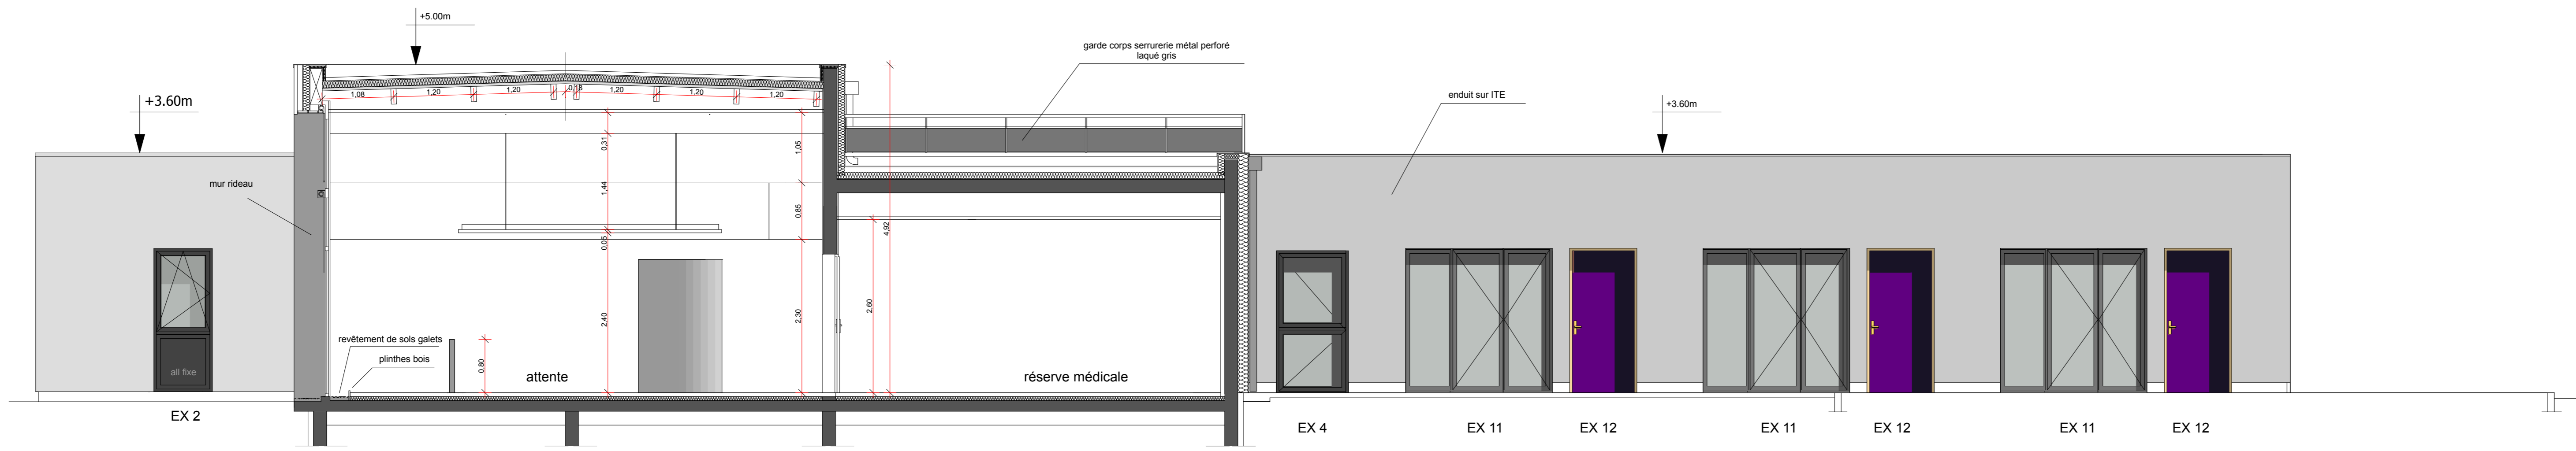 +5.00m
garde corps serrurerie métal perforé
laqué gris
+3.60m
enduit sur ITE
+3.60m
1,08
1,20
1,20
0,18
1,20
1,20
1,20
0,31
1,05
mur rideau
1,44
0,85
4,92
0,05
2,60
2,40
2,30
revêtement de sols galets
plinthes bois
0,80
all fixe
attente
réserve médicale
EX 2
EX 4
EX 11
EX 12
EX 11
EX 12
EX 11
EX 12